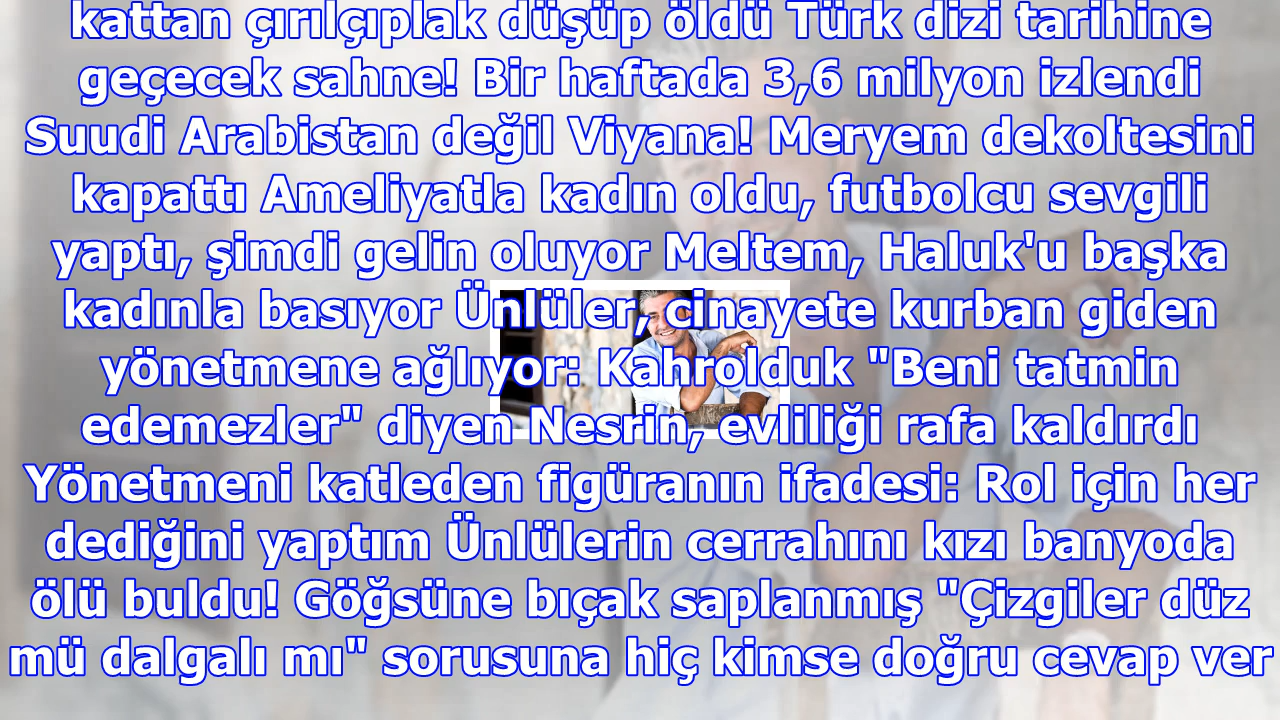 kattan çırılçıplak düşüp öldü Türk dizi tarihine
geçecek sahne! Bir haftada 3,6 milyon izlendi
Suudi Arabistan değil Viyana! Meryem dekoltesini
kapattı Ameliyatla kadın oldu, futbolcu sevgili
yaptı, şimdi gelin oluyor Meltem, Haluk'u başka
kadınla basıyor Ünlüler, cinayete kurban giden
yönetmene ağlıyor: Kahrolduk "Beni tatmin
edemezler" diyen Nesrin, evliliği rafa kaldırdı
Yönetmeni katleden figüranın ifadesi: Rol için her
dediğini yaptım Ünlülerin cerrahını kızı banyoda
ölü buldu! Göğsüne bıçak saplanmış "Çizgiler düz
mü dalgalı mı" sorusuna hiç kimse doğru cevap ver